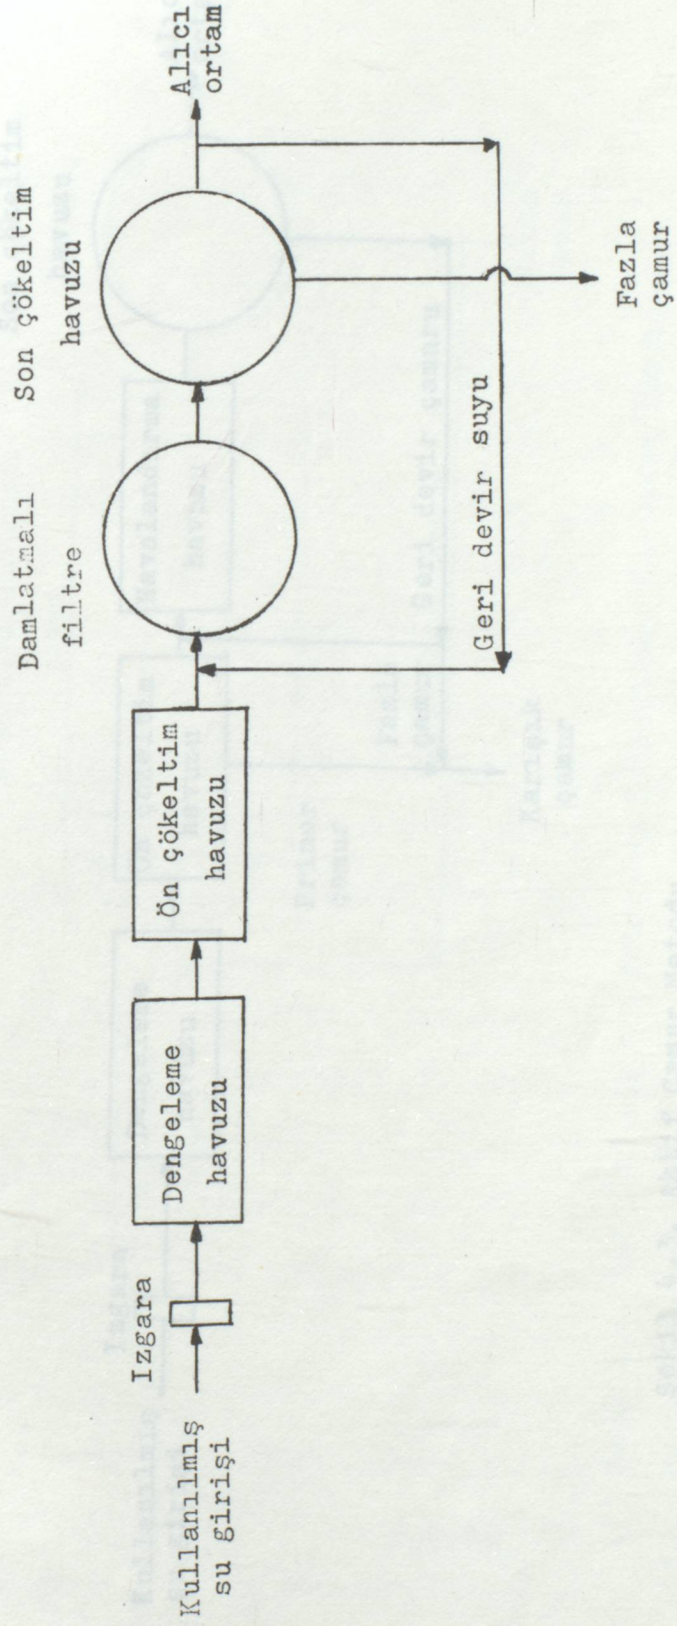 Kullanılmış
su girişi
Izgara
Dengeleme
havuzu
Ön çökeltim
havuzu
Damlatmalı
filtre
Son çökeltim
havuzu
Alıcı
ortam
Geri devir suyu
Fazla
çamur